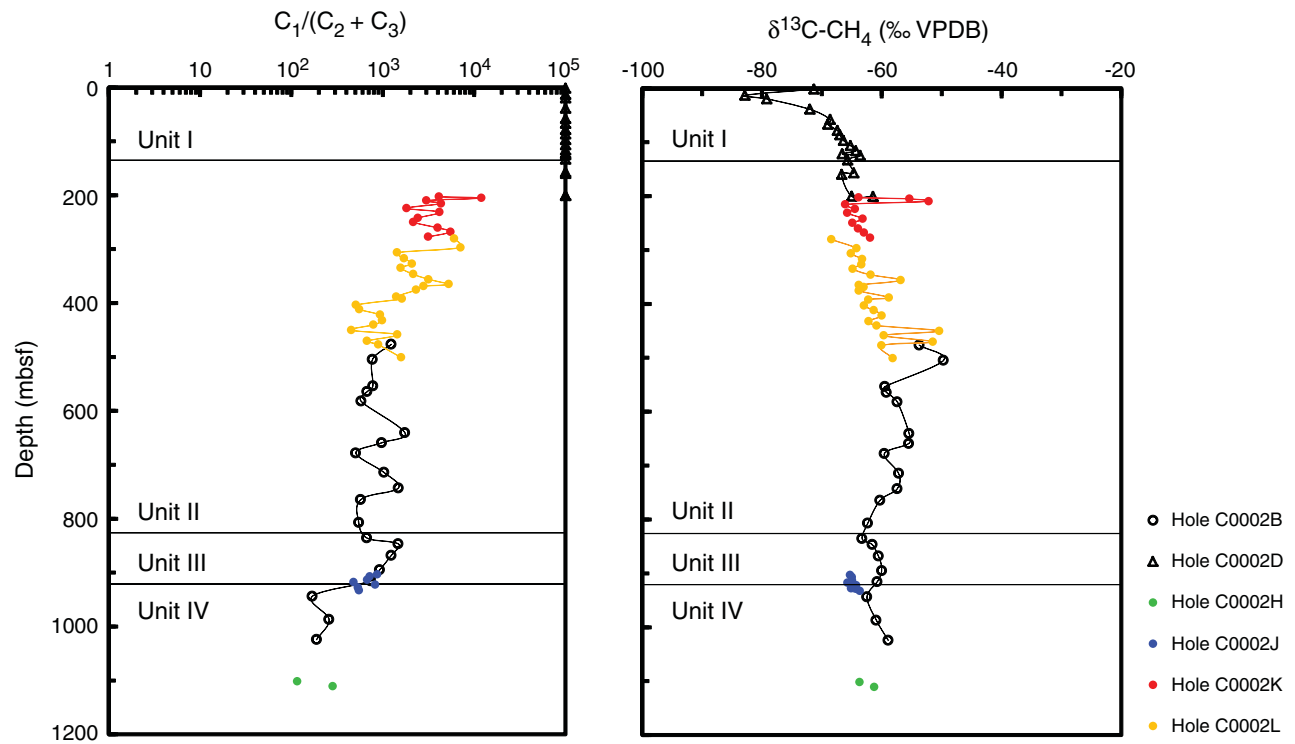 C1/(C2 + C3)
δ13C-CH4 (‰ VPDB)
1 10 10² 10³ 10⁴ 10⁵
-100 -80 -60 -40 -20
0
200
400
600
800
1000
1200
Depth (mbsf)
Unit I
Unit II
Unit III
Unit IV
Unit I
Unit II
Unit III
Unit IV
Hole C0002B
Hole C0002D
Hole C0002H
Hole C0002J
Hole C0002K
Hole C0002L